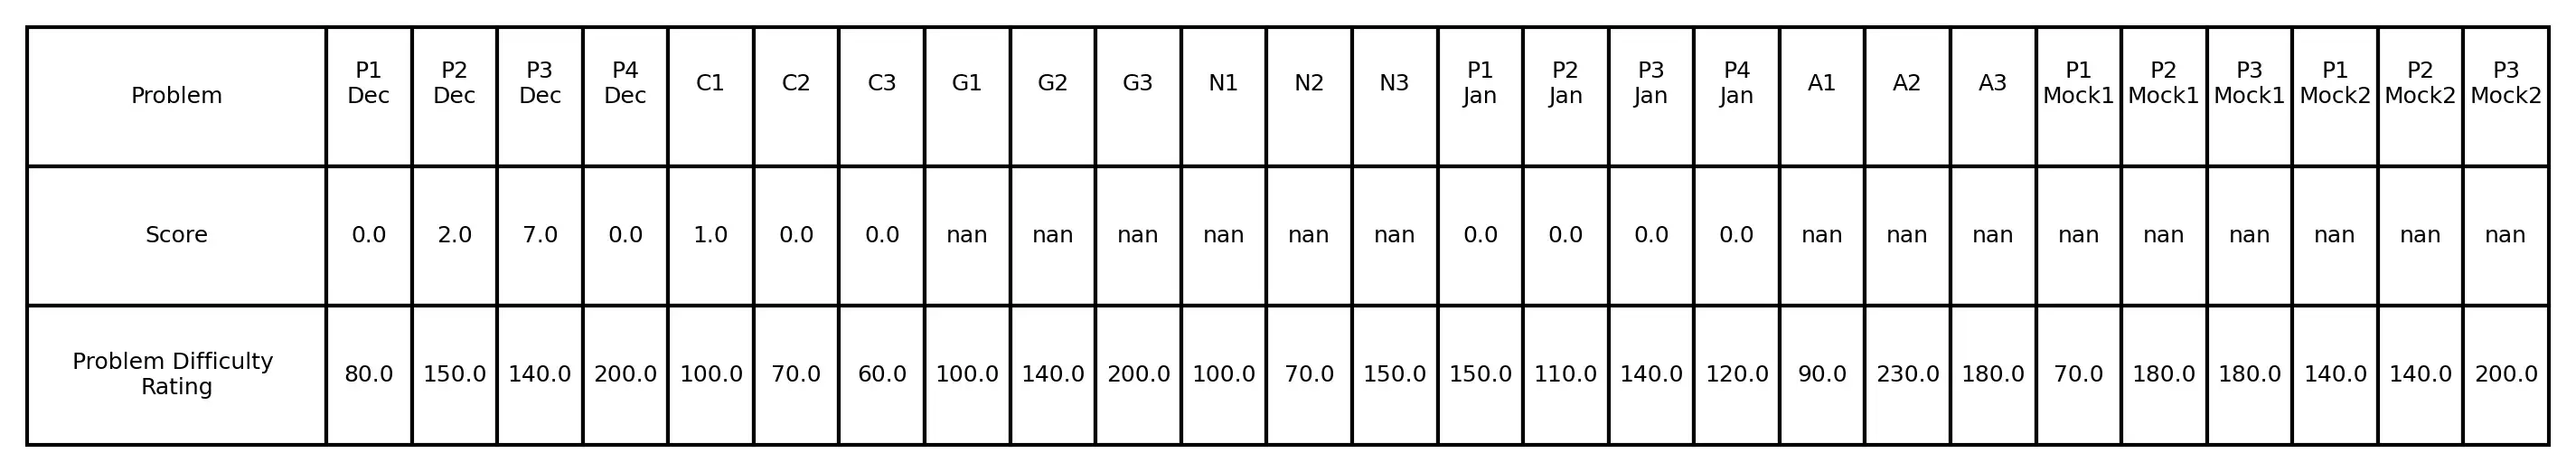 Problem P1 Dec P2 Dec P3 Dec P4 Dec C1 C2 C3 G1 G2 G3 N1 N2 N3 P1 Jan P2 Jan P3 Jan P4 Jan A1 A2 A3 P1 Mock1 P2 Mock1 P3 Mock1 P1 Mock2 P2 Mock2 P3 Mock2
Score 0.0 2.0 7.0 0.0 1.0 0.0 0.0 nan nan nan nan nan nan 0.0 0.0 0.0 0.0 nan nan nan nan nan nan nan nan nan
Problem Difficulty Rating 80.0 150.0 140.0 200.0 100.0 70.0 60.0 100.0 140.0 200.0 100.0 70.0 150.0 150.0 110.0 140.0 120.0 90.0 230.0 180.0 70.0 180.0 180.0 140.0 140.0 200.0